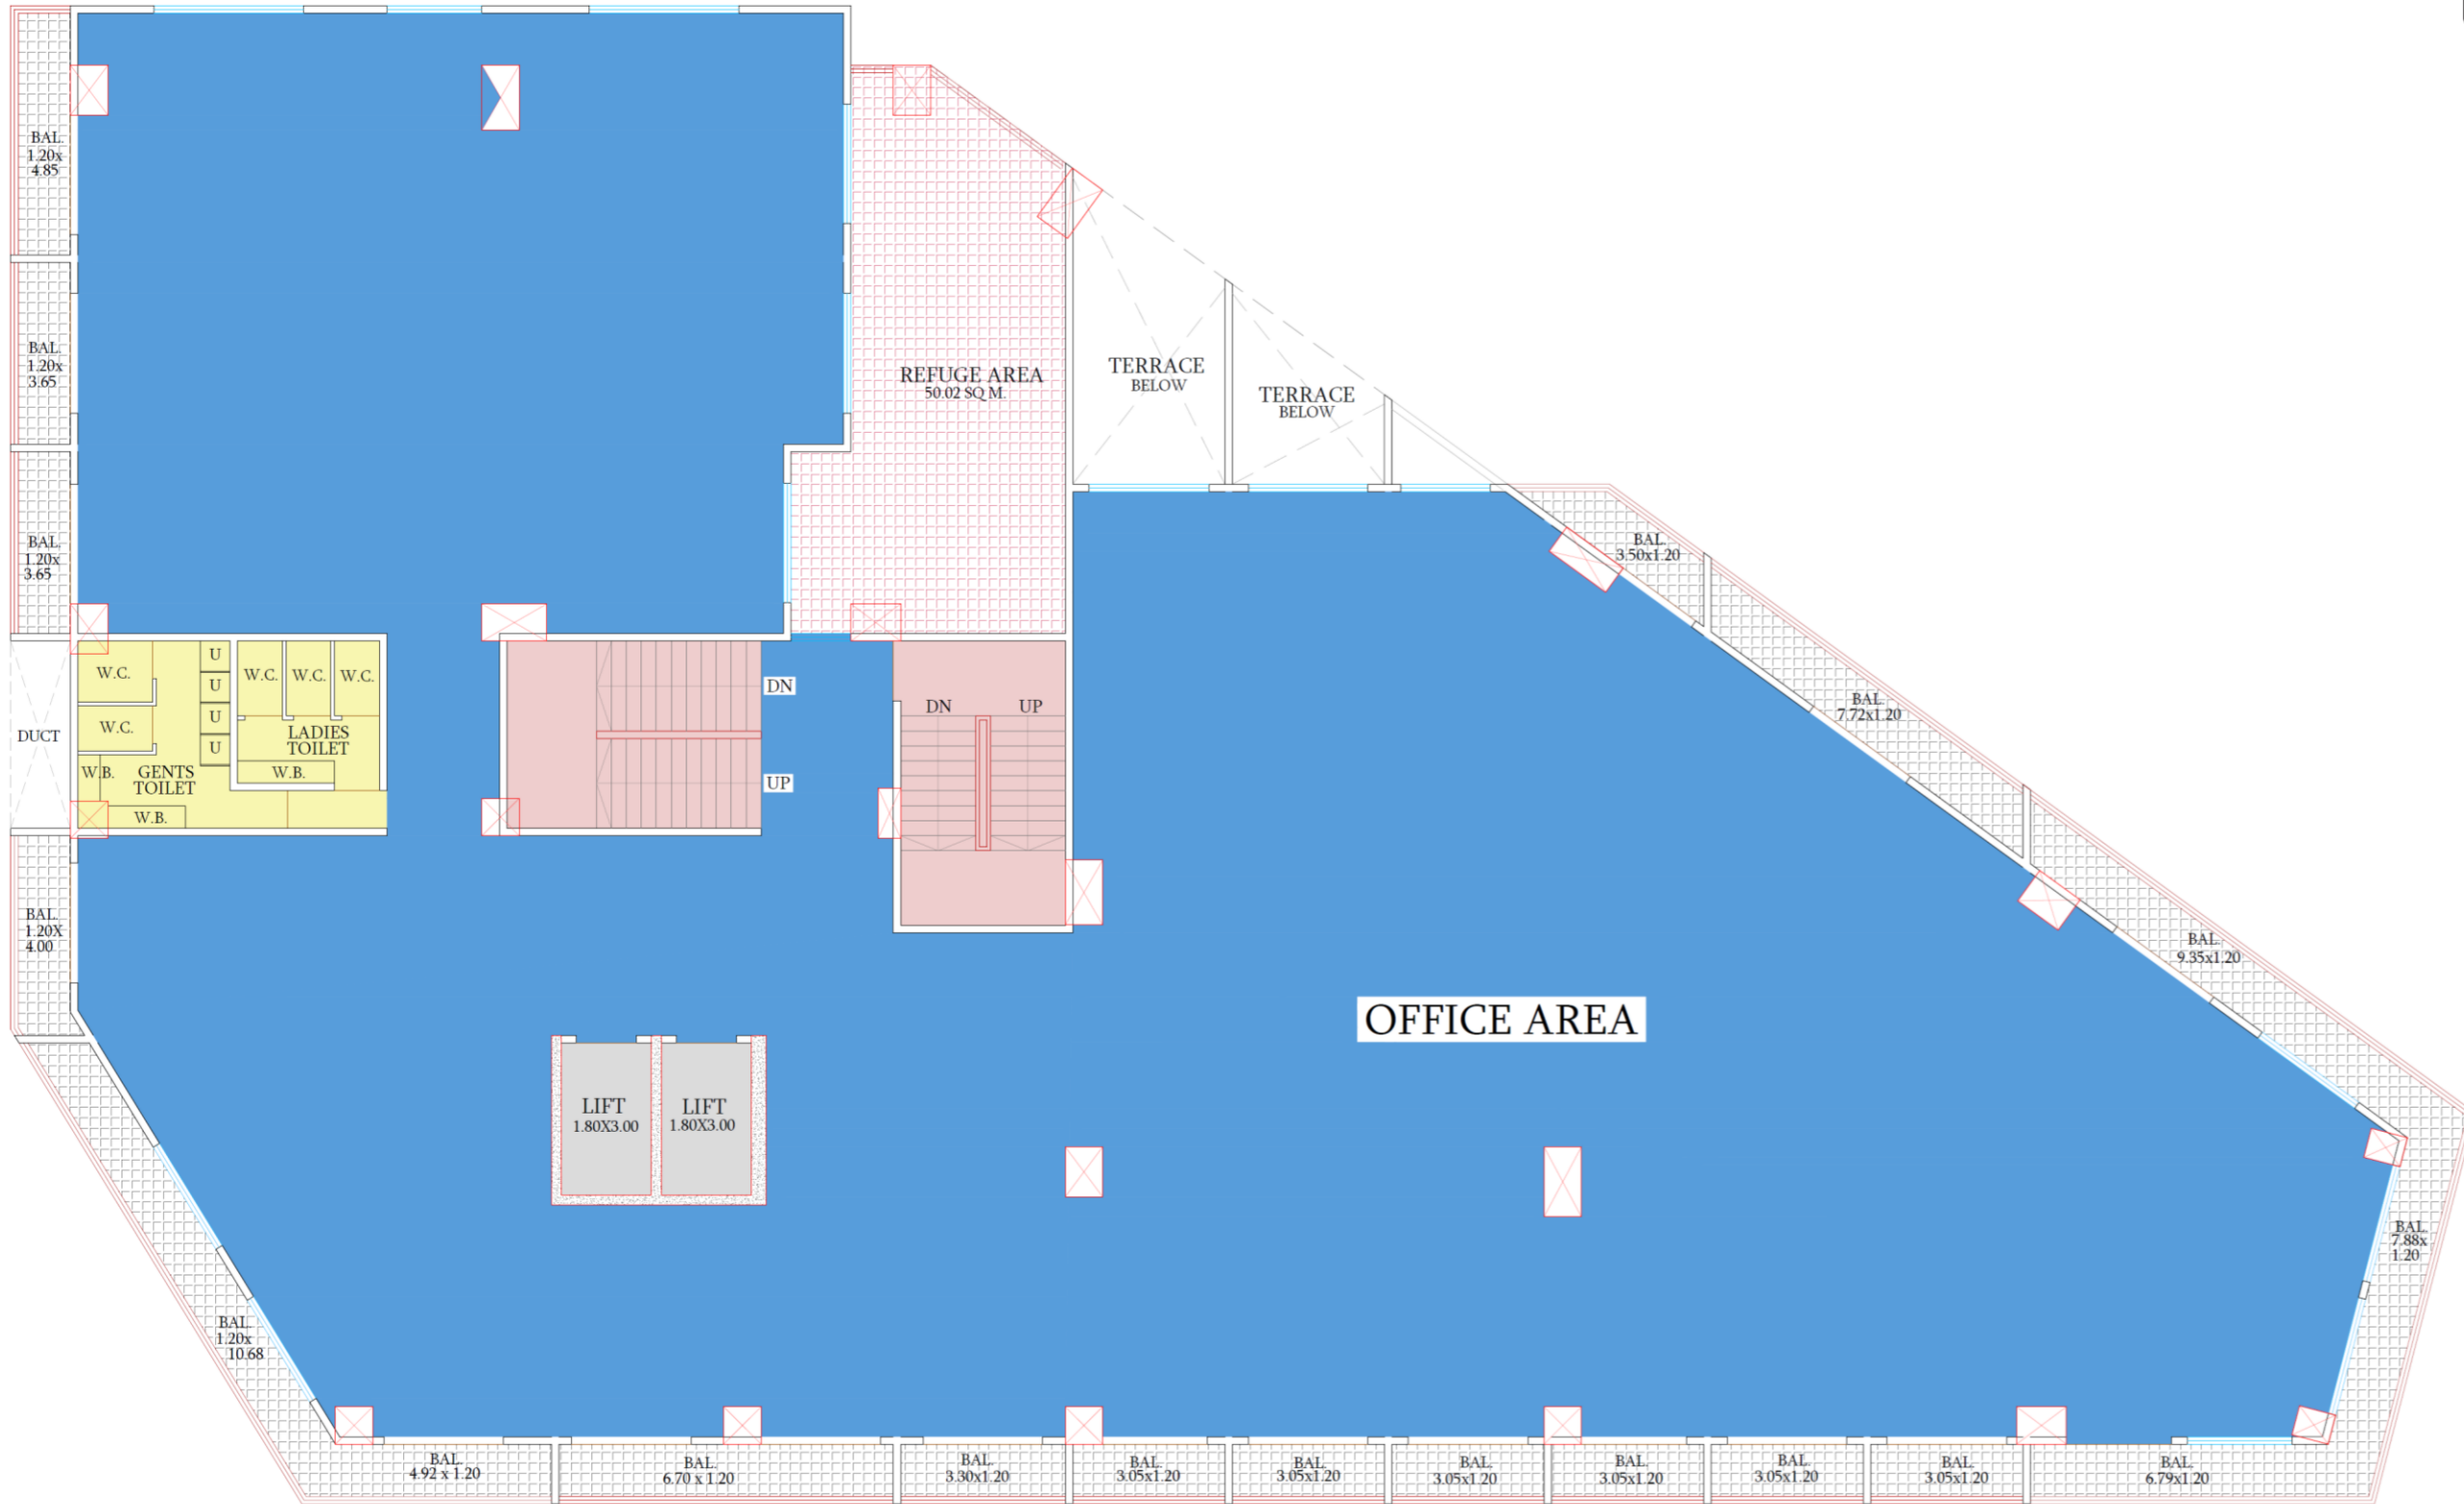 BAL.
1.20x
4.85
BAL.
1.20x
3.65
REFUGE AREA
50.02 SQ M.
TERRACE
BELOW
TERRACE
BELOW
BAL.
1.20x
3.65
BAL.
3.50x1.20
W.C.
U
W.C.
W.C.
W.C.
U
W.C.
U
U
LADIES
TOILET
W.B.
DUCT
W.B.
GENTS
TOILET
W.B.
DN
UP
DN
UP
BAL.
7.72x1.20
BAL.
1.20X
4.00
BAL.
9.35x1.20
OFFICE AREA
LIFT
1.80X3.00
LIFT
1.80X3.00
BAL.
7.88x
1.20
BAL.
1.20x
10.68
BAL.
4.92 x 1.20
BAL.
6.70 x 1.20
BAL.
3.30x1.20
BAL.
3.05x1.20
BAL.
3.05x1.20
BAL.
3.05x1.20
BAL.
3.05x1.20
BAL.
3.05x1.20
BAL.
3.05x1.20
BAL.
6.79x1.20